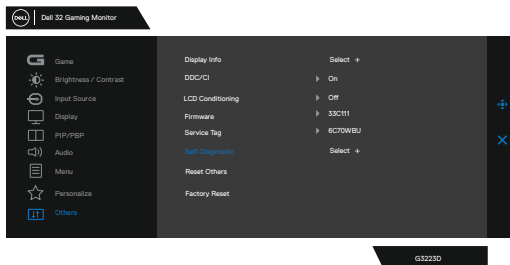 DELL Dell 32 Gaming Monitor
Game
Brightness / Contrast
Input Source
Display
PIP/PBP
Audio
Menu
Personalize
Others
Display Info Select +
DDC/CI On
LCD Conditioning Off
Firmware 33C111
Service Tag 6C70WBU
Self-Diagnostic Select +
Reset Others
Factory Reset
G3223D